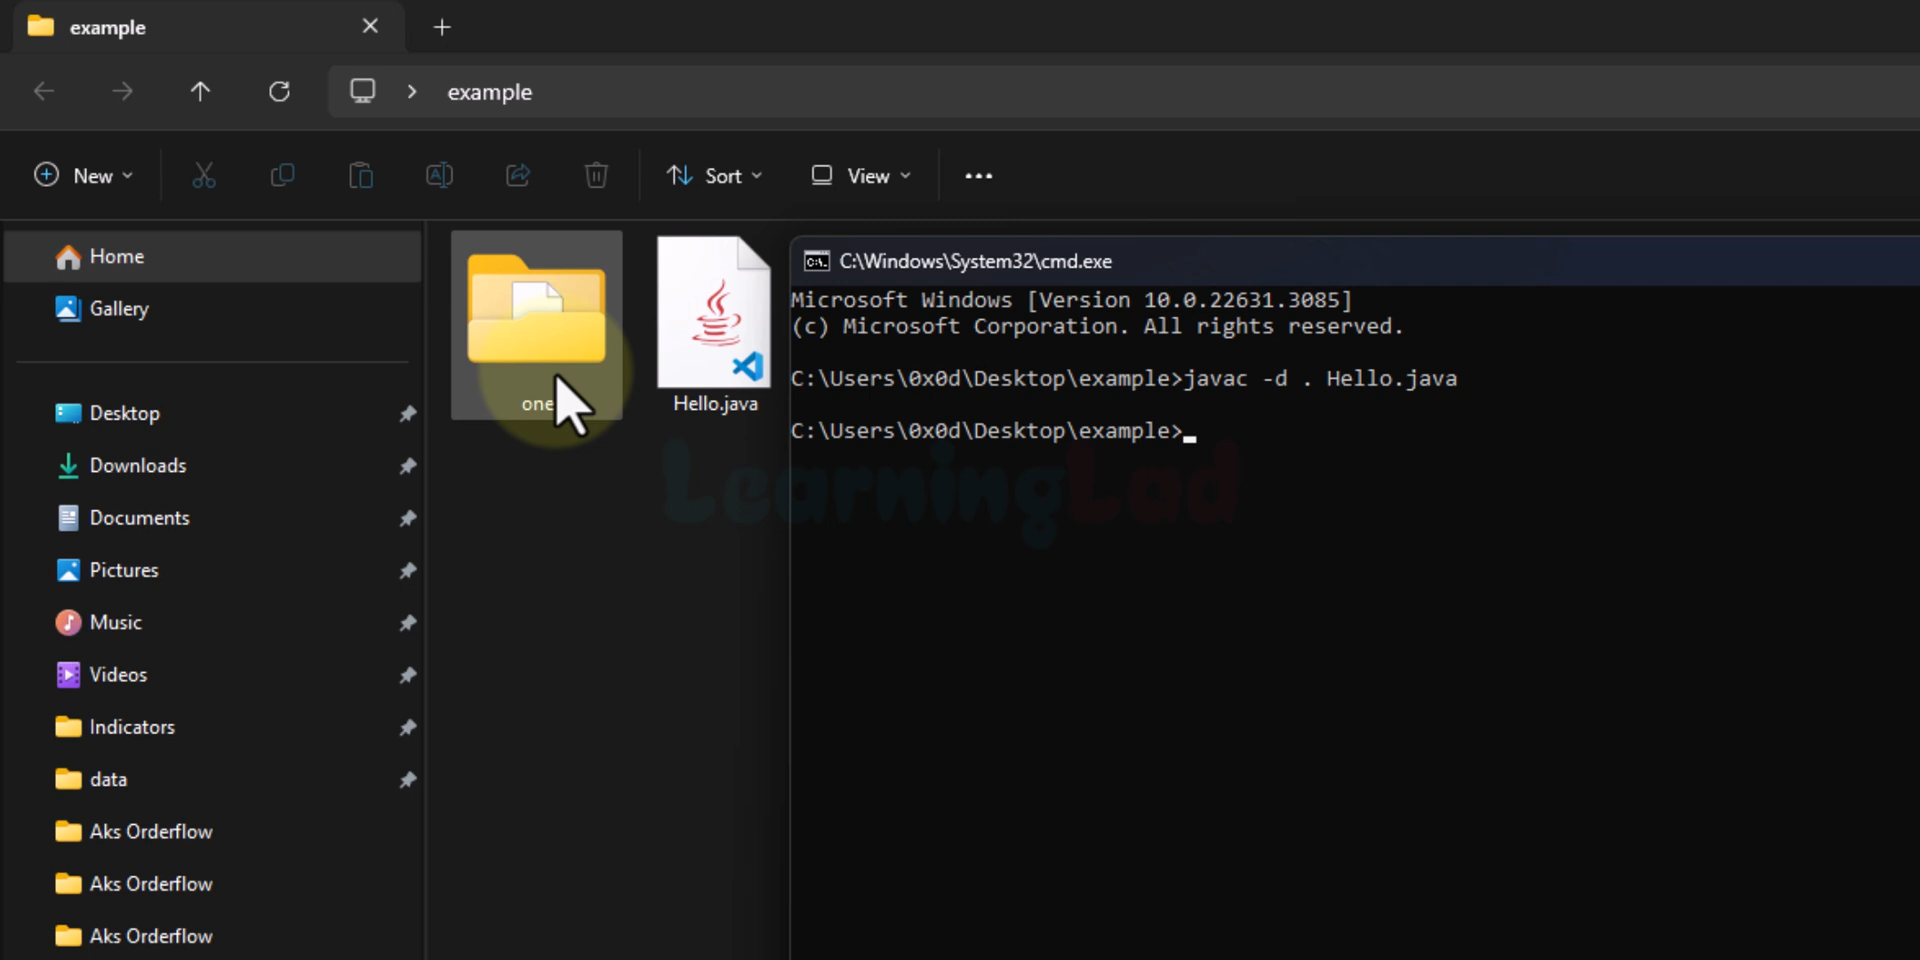 example
example
New
Sort
View
Home
Gallery
Desktop
Downloads
Documents
Pictures
Music
Videos
Indicators
data
Aks Orderflow
Aks Orderflow
Aks Orderflow
one
Hello.java
C:\Windows\System32\cmd.exe
Microsoft Windows [Version 10.0.22631.3085]
(c) Microsoft Corporation. All rights reserved.
C:\Users\0x0d\Desktop\example>javac -d . Hello.java
C:\Users\0x0d\Desktop\example>
LearningLad